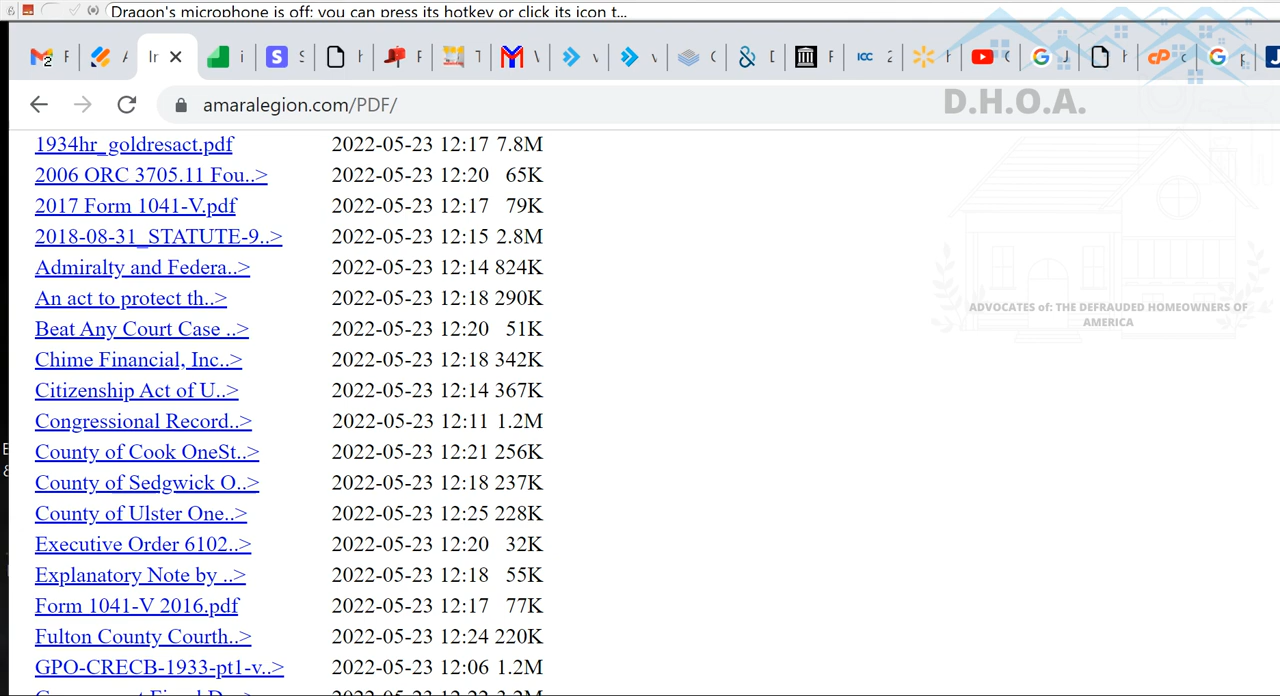 Dragon's microphone is off: you can press its hotkey or click its icon t...
amaralegion.com/PDF/
D.H.O.A.
1934hr_goldresact.pdf 2022-05-23 12:17 7.8M
2006 ORC 3705.11 Fou..> 2022-05-23 12:20 65K
2017 Form 1041-V.pdf 2022-05-23 12:17 79K
2018-08-31_STATUTE-9..> 2022-05-23 12:15 2.8M
Admiralty and Federa..> 2022-05-23 12:14 824K
An act to protect th..> 2022-05-23 12:18 290K
ADVOCATES of: THE DEFRAUDED HOMEOWNERS OF
AMERICA
Beat Any Court Case ..> 2022-05-23 12:20 51K
Chime Financial, Inc..> 2022-05-23 12:18 342K
Citizenship Act of U..> 2022-05-23 12:14 367K
Congressional Record..> 2022-05-23 12:11 1.2M
County of Cook OneSt..> 2022-05-23 12:21 256K
County of Sedgwick O..> 2022-05-23 12:18 237K
County of Ulster One..> 2022-05-23 12:25 228K
Executive Order 6102..> 2022-05-23 12:20 32K
Explanatory Note by ..> 2022-05-23 12:18 55K
Form 1041-V 2016.pdf 2022-05-23 12:17 77K
Fulton County Courth..> 2022-05-23 12:24 220K
GPO-CRECB-1933-pt1-v..> 2022-05-23 12:06 1.2M